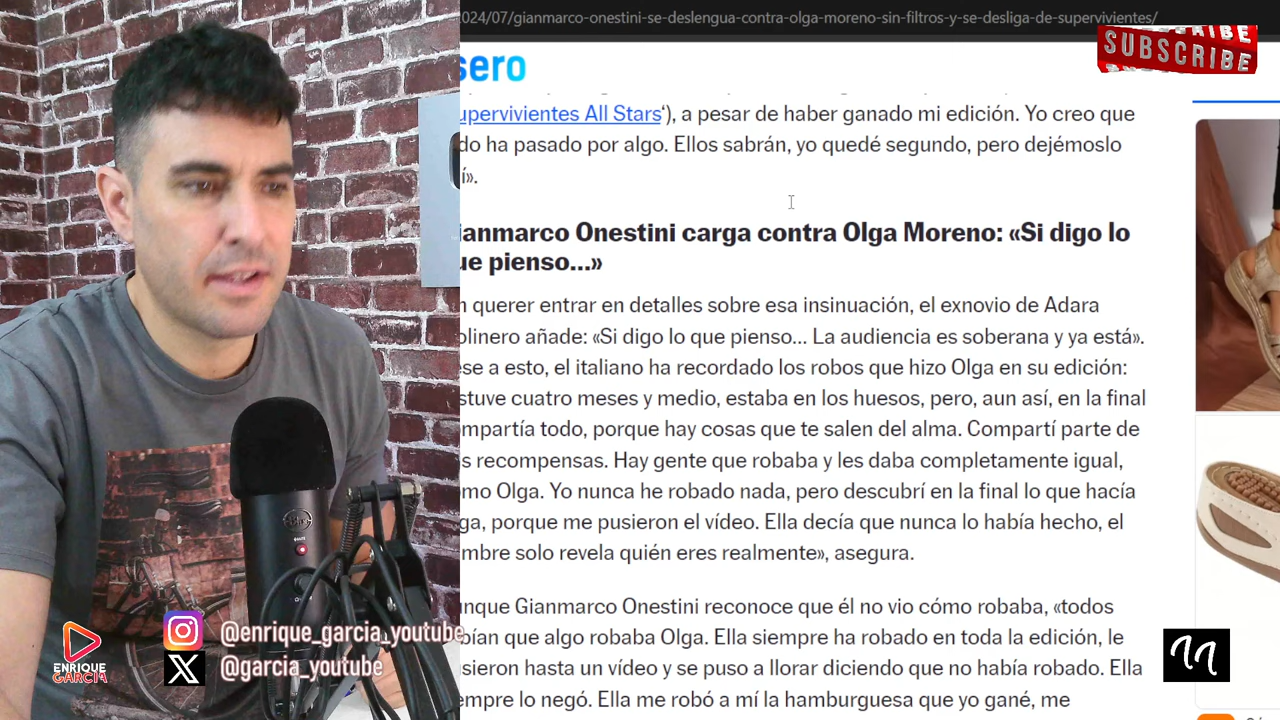 024/07/gianmarco-onestini-se-deslengua-contra-olga-moreno-sin-filtros-y-se-desliga-de-supervivientes/
SUBSCRIBE
sero
upervivientes All Stars‘), a pesar de haber ganado mi edición. Yo creo que
do ha pasado por algo. Ellos sabrán, yo quedé segundo, pero dejémoslo
í».
ianmarco Onestini carga contra Olga Moreno: «Si digo lo
ue pienso...»
n querer entrar en detalles sobre esa insinuación, el exnovio de Adara
olinero añade: «Si digo lo que pienso... La audiencia es soberana y ya está».
se a esto, el italiano ha recordado los robos que hizo Olga en su edición:
stuve cuatro meses y medio, estaba en los huesos, pero, aun así, en la final
mpartía todo, porque hay cosas que te salen del alma. Compartí parte de
s recompensas. Hay gente que robaba y les daba completamente igual,
mo Olga. Yo nunca he robado nada, pero descubrí en la final lo que hacía
ga, porque me pusieron el vídeo. Ella decía que nunca lo había hecho, el
mbre solo revela quién eres realmente», asegura.
unque Gianmarco Onestini reconoce que él no vio cómo robaba, «todos
bían que algo robaba Olga. Ella siempre ha robado en toda la edición, le
sieron hasta un vídeo y se puso a llorar diciendo que no había robado. Ella
empre lo negó. Ella me robó a mí la hamburguesa que yo gané, me
ENRIQUE
GARCIA
@enrique_garcia_youtube
@garcia_youtube